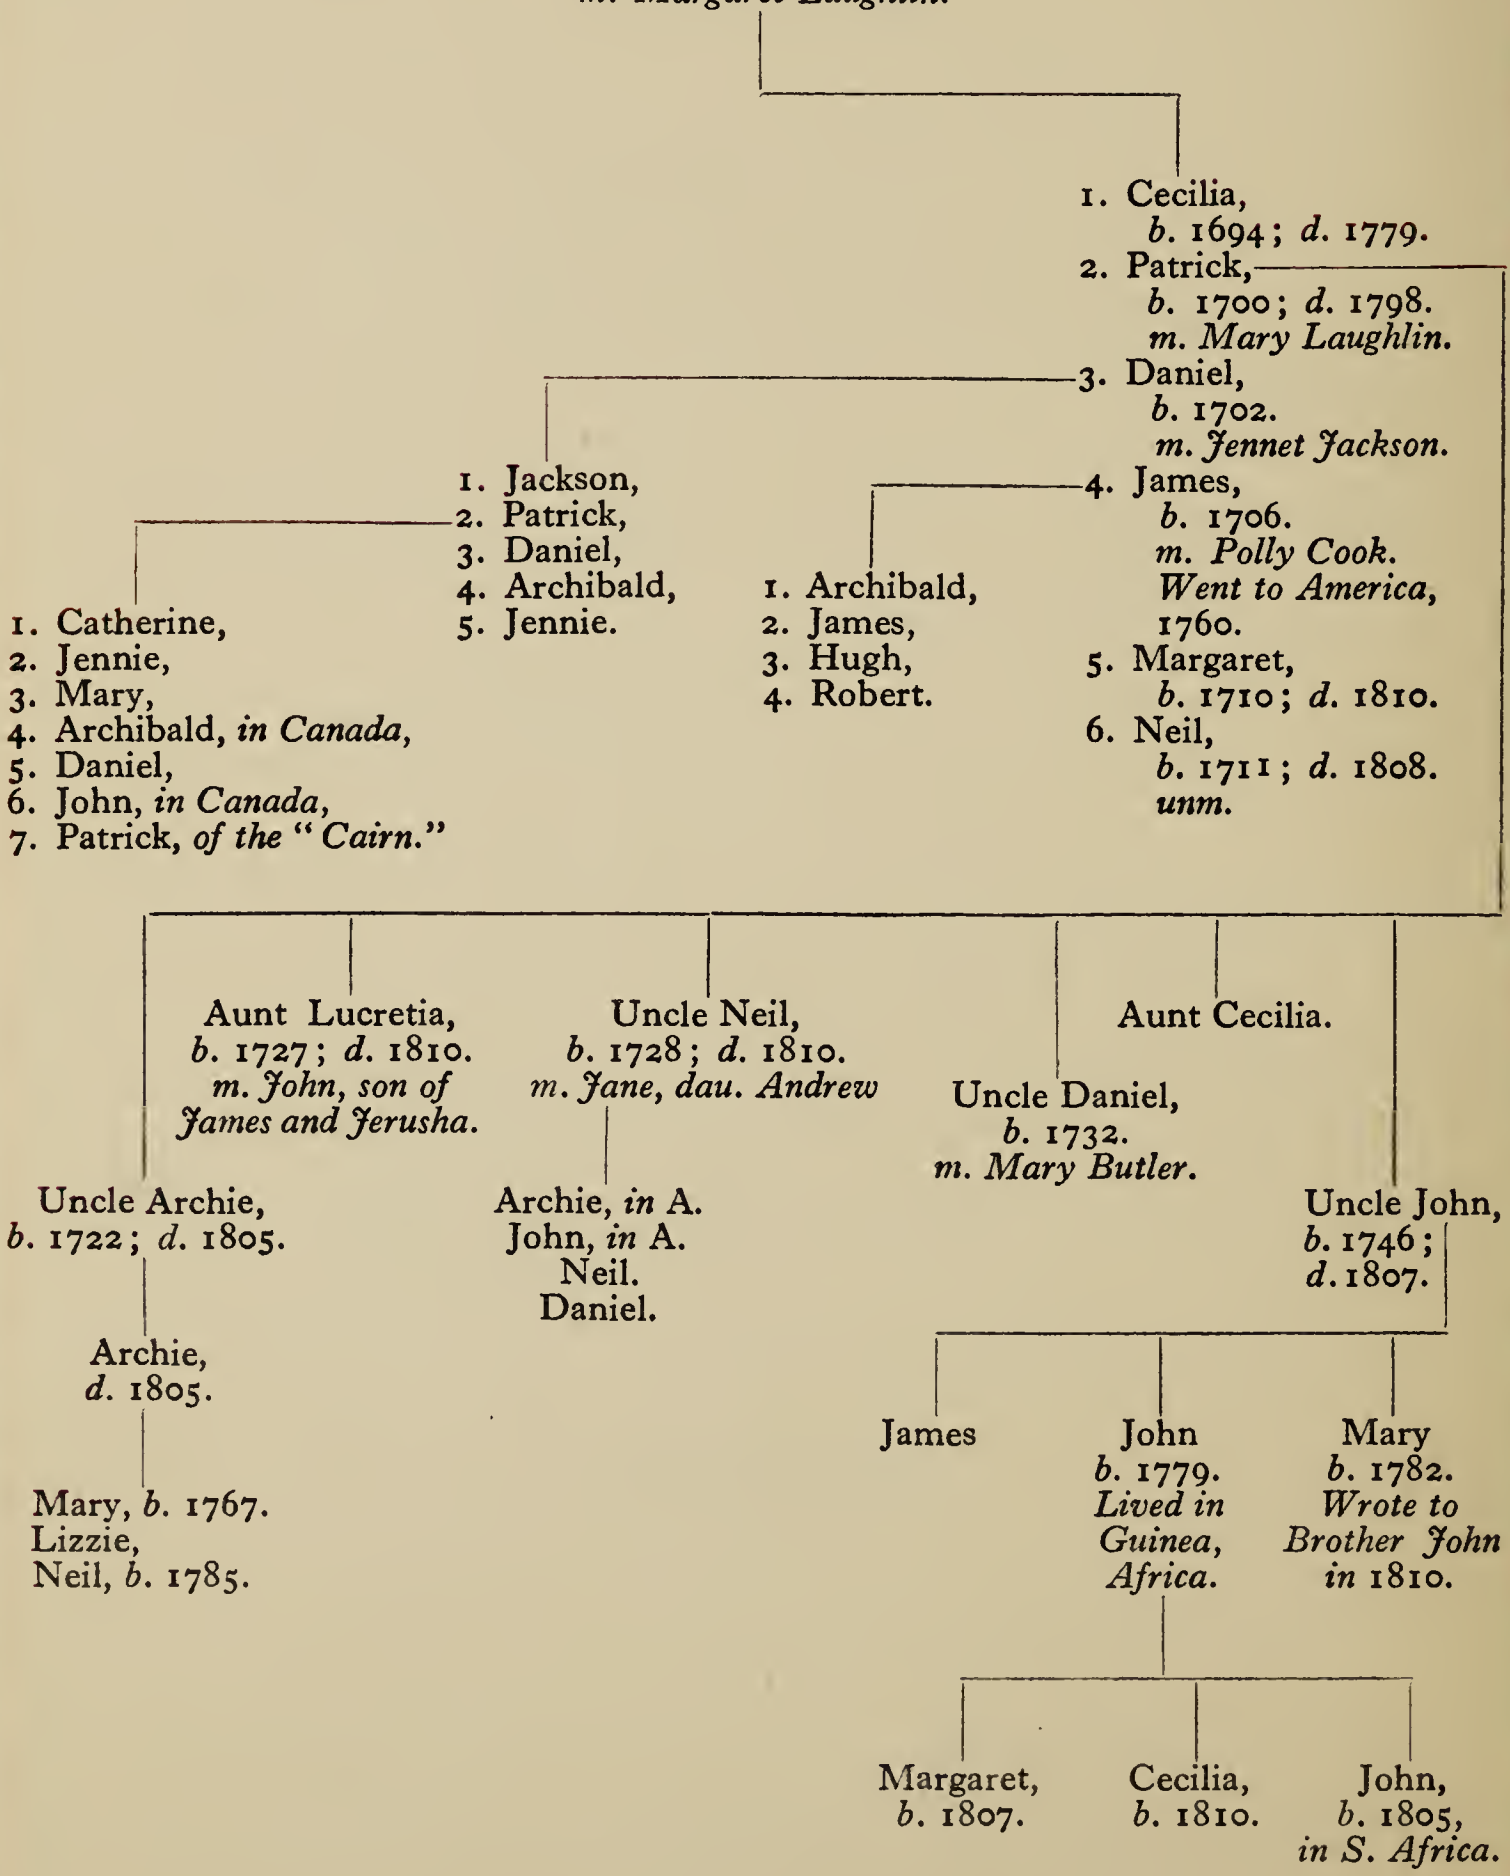 m. Margaret Laughlin.
1. Cecilia,
b. 1694; d. 1779.
2. Patrick,
b. 1700; d. 1798.
m. Mary Laughlin.
3. Daniel,
b. 1702.
m. Jennet Jackson.
4. James,
b. 1706.
m. Polly Cook.
Went to America,
1760.
5. Margaret,
b. 1710; d. 1810.
6. Neil,
b. 1711; d. 1808.
unm.
1. Jackson,
2. Patrick,
3. Daniel,
4. Archibald,
5. Jennie.
1. Archibald,
2. James,
3. Hugh,
4. Robert.
1. Catherine,
2. Jennie,
3. Mary,
4. Archibald, in Canada,
5. Daniel,
6. John, in Canada,
7. Patrick, of the "Cairn."
Aunt Lucretia,
b. 1727; d. 1810.
m. John, son of
James and Jerusha.
Uncle Neil,
b. 1728; d. 1810.
m. Jane, dau. Andrew
Aunt Cecilia.
Uncle Daniel,
b. 1732.
m. Mary Butler.
Uncle Archie,
b. 1722; d. 1805.
Archie, in A.
John, in A.
Neil.
Daniel.
Uncle John,
b. 1746;
d. 1807.
Archie,
d. 1805.
James
John
b. 1779.
Lived in
Guinea,
Africa.
Mary
b. 1782.
Wrote to
Brother John
in 1810.
Mary, b. 1767.
Lizzie,
Neil, b. 1785.
Margaret,
b. 1807.
Cecilia,
b. 1810.
John,
b. 1805,
in S. Africa.